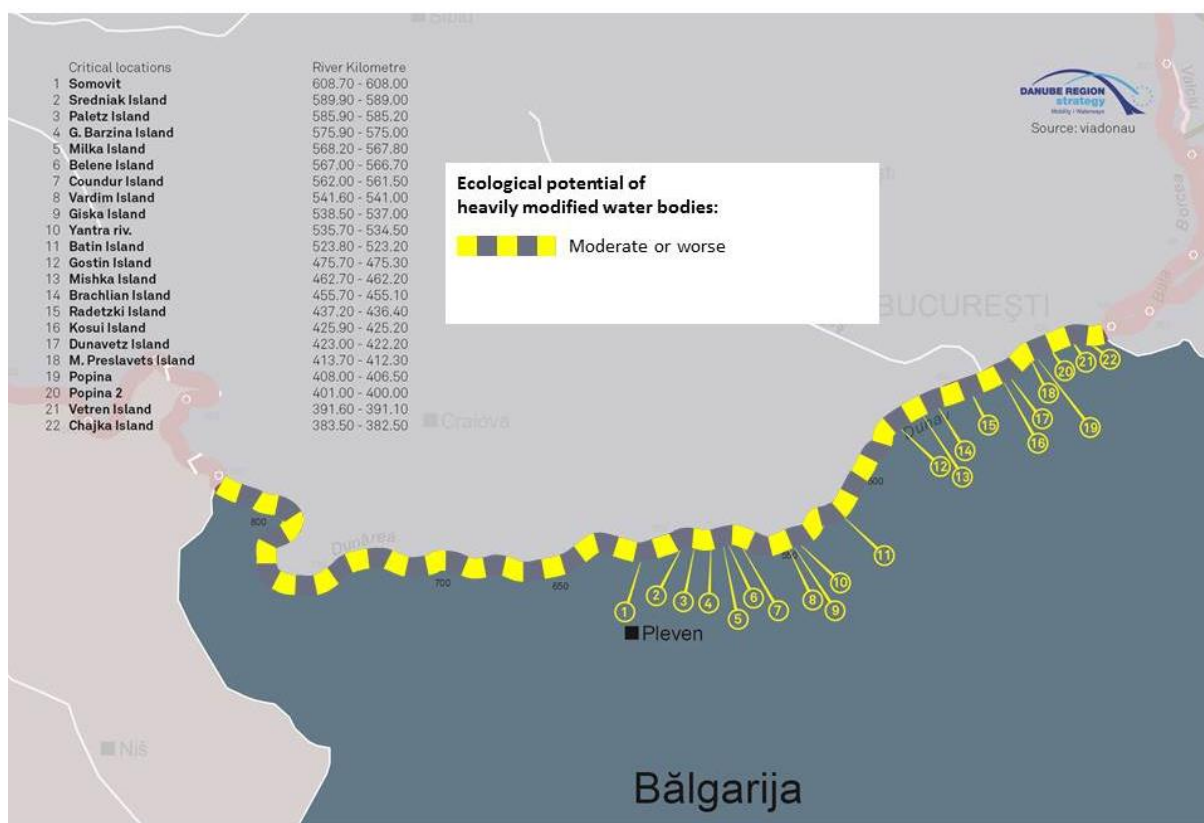 Sibiu
Critical locations River Kilometre
1 Somovit 608.70 - 608.00
2 Sredniak Island 589.90 - 589.00
3 Paletz Island 585.90 - 585.20
4 G. Barzina Island 575.90 - 575.00
5 Milka Island 568.20 - 567.80
6 Belene Island 567.00 - 566.70
7 Coundur Island 562.00 - 561.50
8 Vardim Island 541.60 - 541.00
9 Giska Island 538.50 - 537.00
10 Yantra riv. 535.70 - 534.50
11 Batin Island 523.80 - 523.20
12 Gostin Island 475.70 - 475.30
13 Mishka Island 462.70 - 462.20
14 Brachlian Island 455.70 - 455.10
15 Radetzki Island 437.20 - 436.40
16 Kosui Island 425.90 - 425.20
17 Dunavetz Island 423.00 - 422.20
18 M. Preslavets Island 413.70 - 412.30
19 Popina 408.00 - 406.50
20 Popina 2 401.00 - 400.00
21 Vetren Island 391.60 - 391.10
22 Chajka Island 383.50 - 382.50
DANUBE REGION
strategy
Mobility | Waterways
Source: viadonau
Ecological potential of
heavily modified water bodies:
Moderate or worse
Borcea
Bala
BUCUREŞTI
Craiova
Dunărea
Dunav
800
700
650
550
500
1
2
3
4
5
6
7
8
9
10
11
12
13
14
15
16
17
18
19
20
21
22
Pleven
Niš
Bălgarija